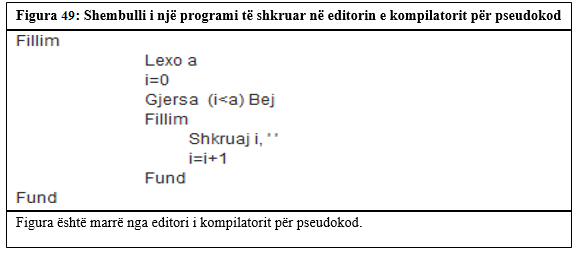 Figura 49: Shembulli i një programi të shkruar në editorin e kompilatorit për pseudokod
Fillim
Lexo a
i=0
Gjersa (i<a) Bej
Fillim
Shkruaj i, ' '
i=i+1
Fund
Fund
Figura është marrë nga editori i kompilatorit për pseudokod.